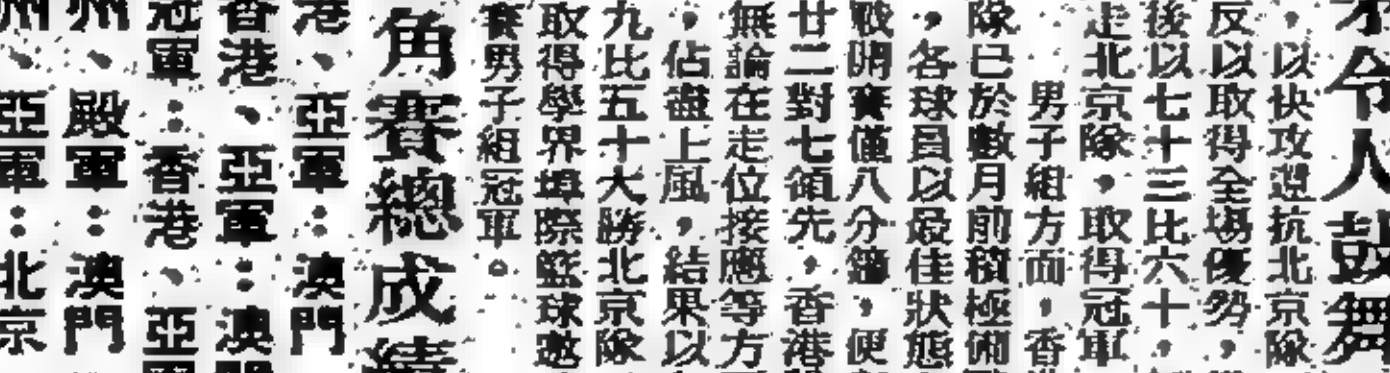 令人鼓舞
，以快攻迎抗北京隊
反以取得全場優勢，
後以七十三比六十，
走北京隊，取得冠軍
男子組方面，香
隊已於數月前積極備
，各球員以最佳狀態
戰開賽僅八分鐘，便
廿二對七領先，香港
無論在走位接應等方
，佔盡上風，結果以
九比五十大勝北京隊
取得學界埠際籃球邀
賽男子組冠軍。
角賽總成績
港、亞軍：澳門
香港、亞軍：澳
冠軍：香港、亞
州、殿軍：澳門
州、亞軍：北京